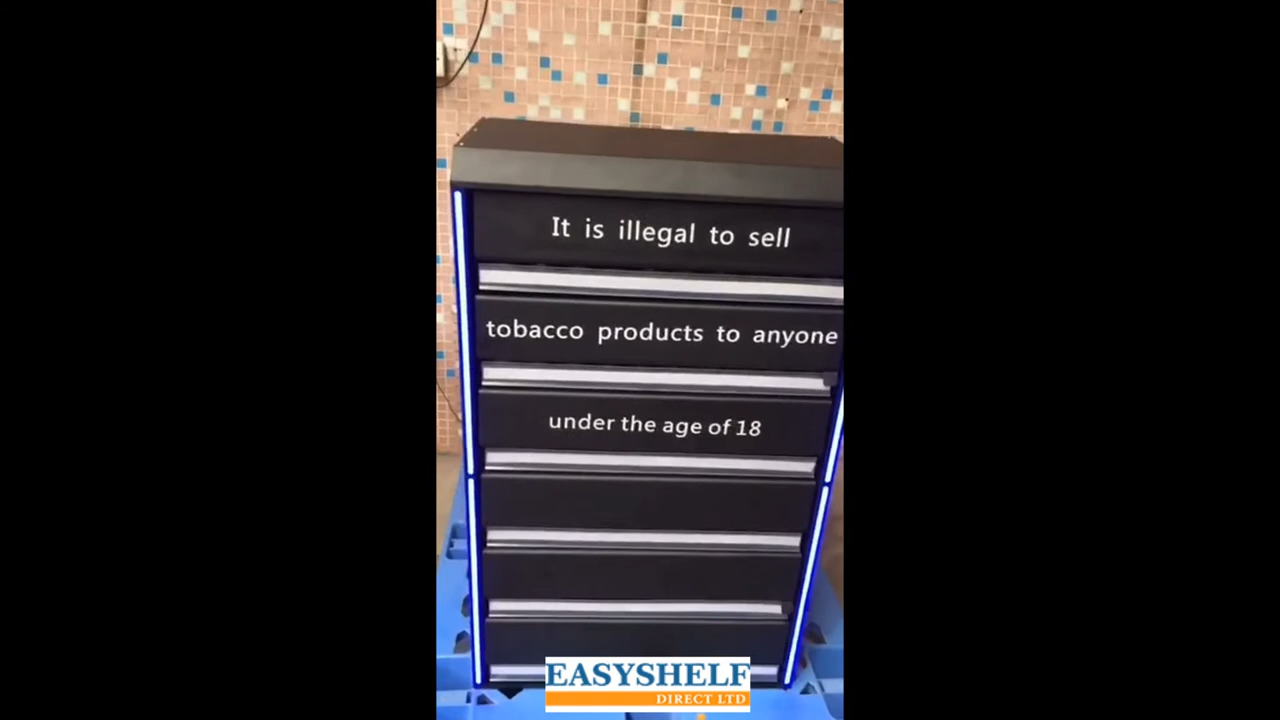 It is illegal to sell
tobacco products to anyone
under the age of 18
EASYSHELF
DIRECT LTD